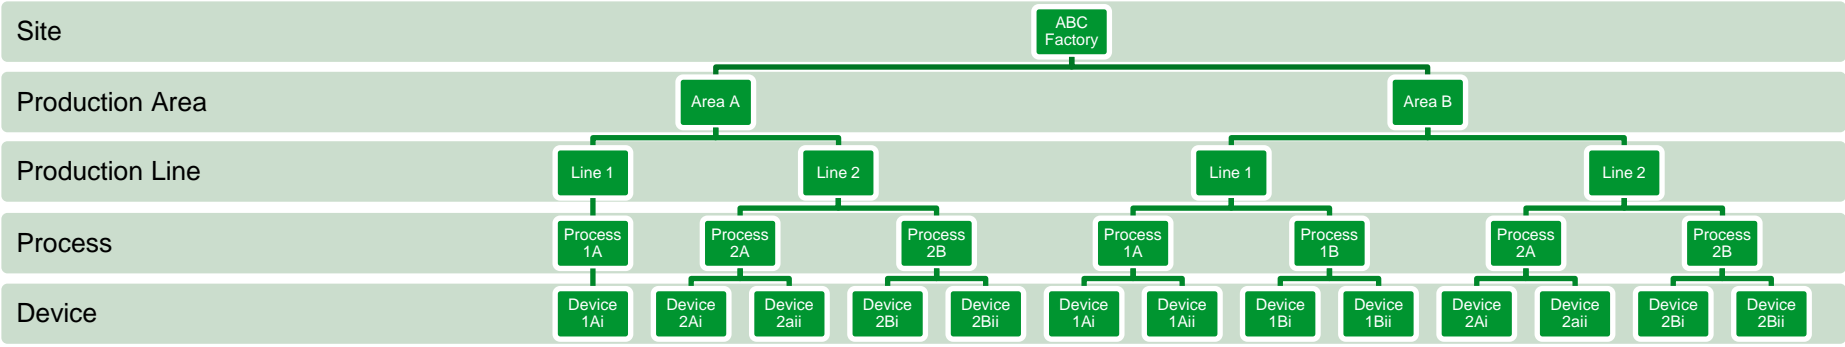 Site
ABC
Factory
Production Area
Area A
Area B
Production Line
Line 1
Line 2
Line 1
Line 2
Process
Process
1A
Process
2A
Process
2B
Process
1A
Process
1B
Process
2A
Process
2B
Device
Device
1Ai
Device
2Ai
Device
2aii
Device
2Bi
Device
2Bii
Device
1Ai
Device
1Aii
Device
1Bi
Device
1Bii
Device
2Ai
Device
2aii
Device
2Bi
Device
2Bii